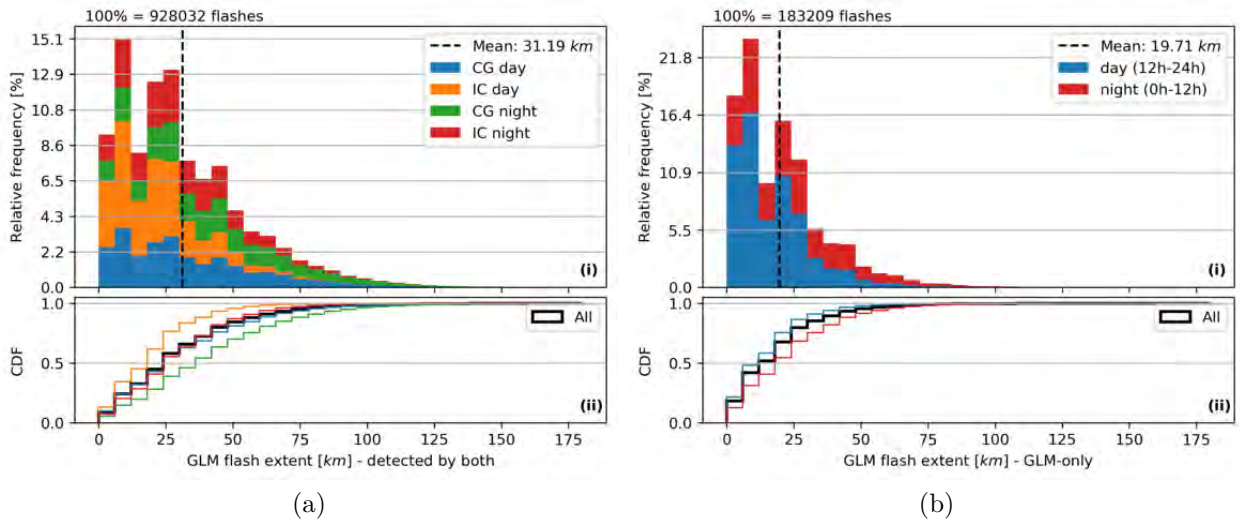 100% = 928032 flashes
15.1
12.9
10.8
8.6
6.5
4.3
2.2
0.0
Relative frequency [%]
Mean: 31.19 km
CG day
IC day
CG night
IC night
(i)
1.0
0.5
0.0
CDF
All
(ii)
0 25 50 75 100 125 150 175
GLM flash extent [km] - detected by both
(a)
100% = 183209 flashes
21.8
16.4
10.9
5.5
0.0
Relative frequency [%]
Mean: 19.71 km
day (12h-24h)
night (0h-12h)
(i)
1.0
0.5
0.0
CDF
All
(ii)
0 25 50 75 100 125 150 175
GLM flash extent [km] - GLM-only
(b)